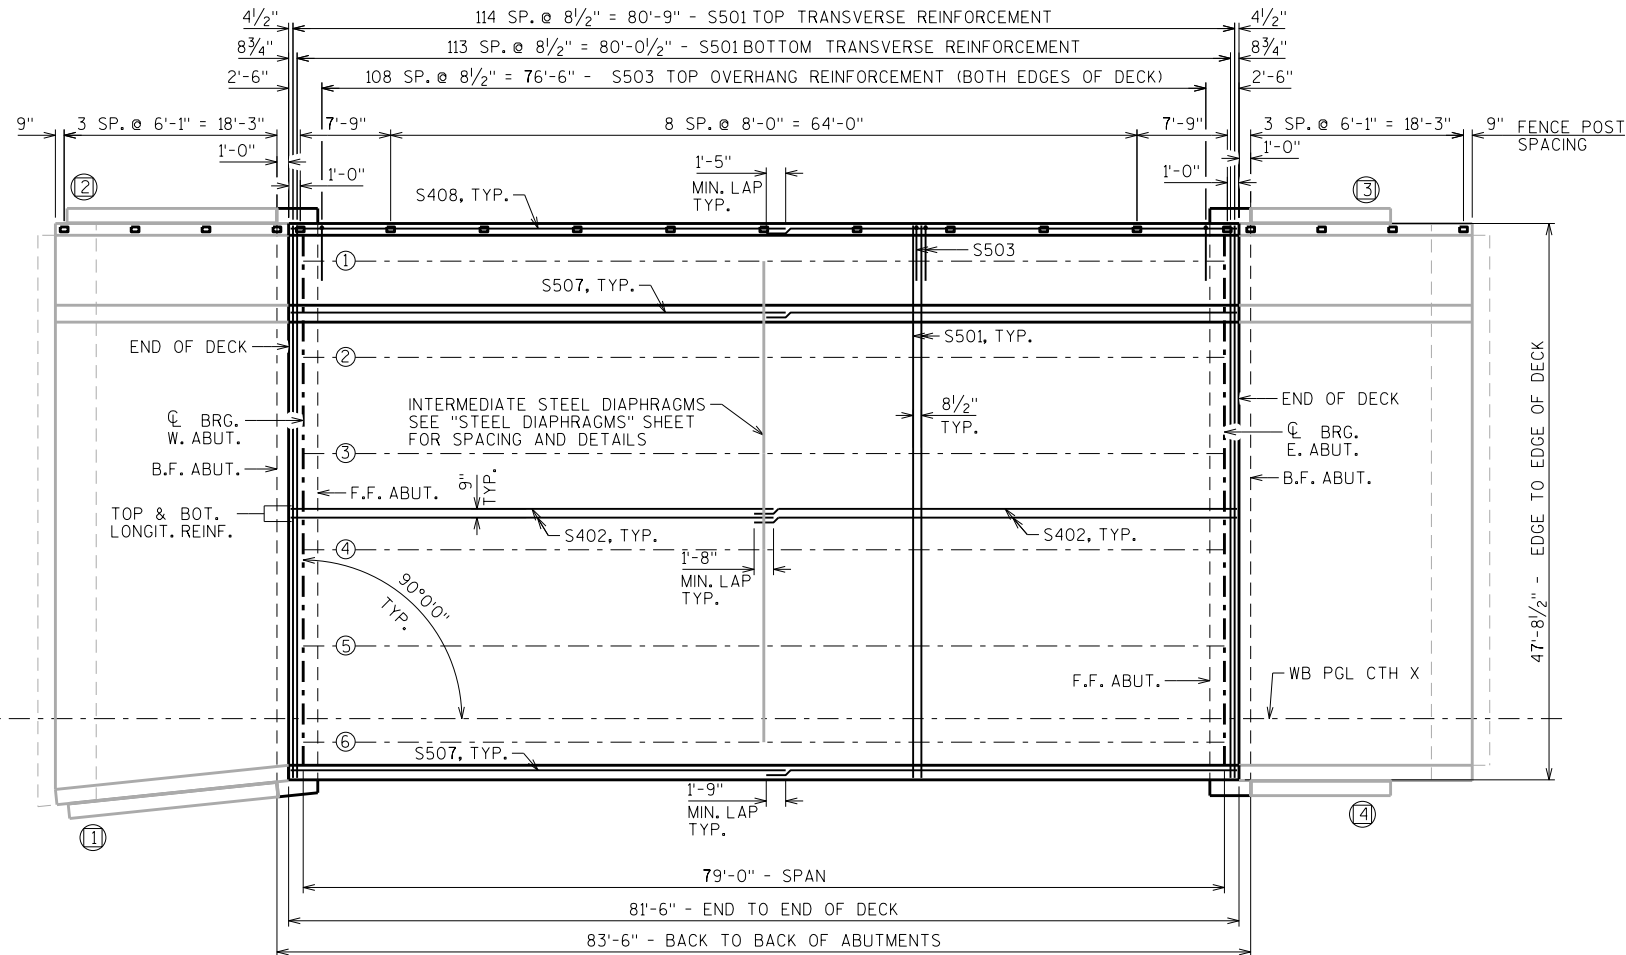 4½" 114 SP. @ 8½" = 80'-9" - S501 TOP TRANSVERSE REINFORCEMENT 4½"
8¾" 113 SP. @ 8½" = 80'-0½" - S501 BOTTOM TRANSVERSE REINFORCEMENT 8¾"
2'-6" 108 SP. @ 8½" = 76'-6" - S503 TOP OVERHANG REINFORCEMENT (BOTH EDGES OF DECK) 2'-6"
9" 3 SP. @ 6'-1" = 18'-3" 7'-9" 8 SP. @ 8'-0" = 64'-0" 7'-9" 3 SP. @ 6'-1" = 18'-3" 9" FENCE POST
SPACING
1'-0" 1'-0"
1'-0" 1'-0"
1'-5"
MIN. LAP
TYP.
2
S408, TYP.
3
S503
1
S507, TYP.
S501, TYP.
END OF DECK
2
INTERMEDIATE STEEL DIAPHRAGMS
SEE "STEEL DIAPHRAGMS" SHEET
FOR SPACING AND DETAILS
8½"
TYP.
END OF DECK
℄ BRG.
W. ABUT.
℄ BRG.
E. ABUT.
3
B.F. ABUT.
B.F. ABUT.
9"
TYP.
F.F. ABUT.
TOP & BOT.
LONGIT. REINF.
S402, TYP.
S402, TYP.
4
1'-8"
MIN. LAP
TYP.
90°0'0"
TYP.
47'-8½" - EDGE TO EDGE OF DECK
5
F.F. ABUT.
WB PGL CTH X
6
S507, TYP.
1'-9"
MIN. LAP
TYP.
1
4
79'-0" - SPAN
81'-6" - END TO END OF DECK
83'-6" - BACK TO BACK OF ABUTMENTS